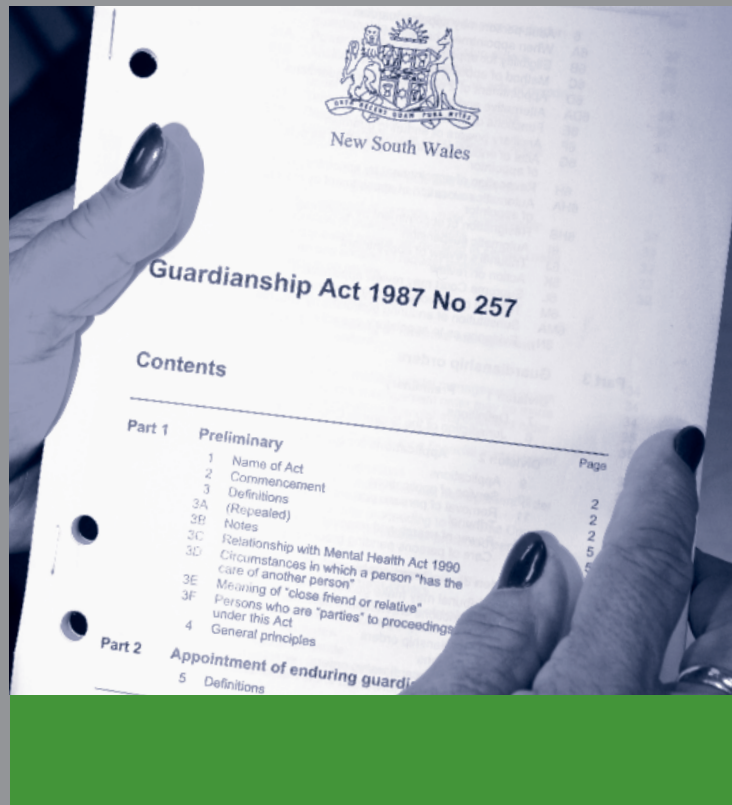 New South Wales
Guardianship Act 1987 No 257
Contents
Page
Part 1 Preliminary
1 Name of Act 2
2 Commencement 2
3 Definitions 2
3A (Repealed) 5
3B Notes
3C Relationship with Mental Health Act 1990
3D Circumstances in which a person "has the
care of another person"
3E Meaning of "close friend or relative"
3F Persons who are "parties" to proceedings
under this Act
4 General principles
Part 2 Appointment of enduring
5 Definitions